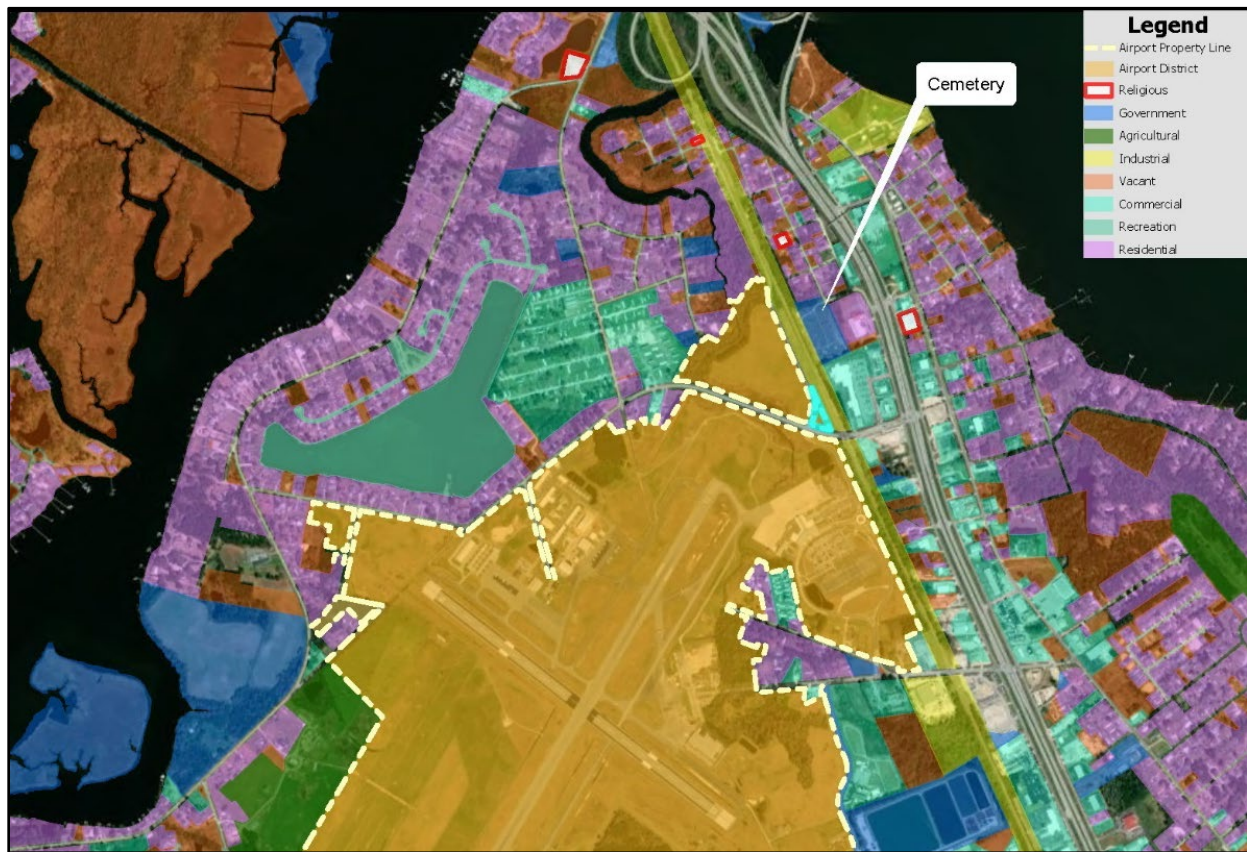 Legend
Airport Property Line
Airport District
Religious
Government
Agricultural
Industrial
Vacant
Commercial
Recreation
Residential
Cemetery